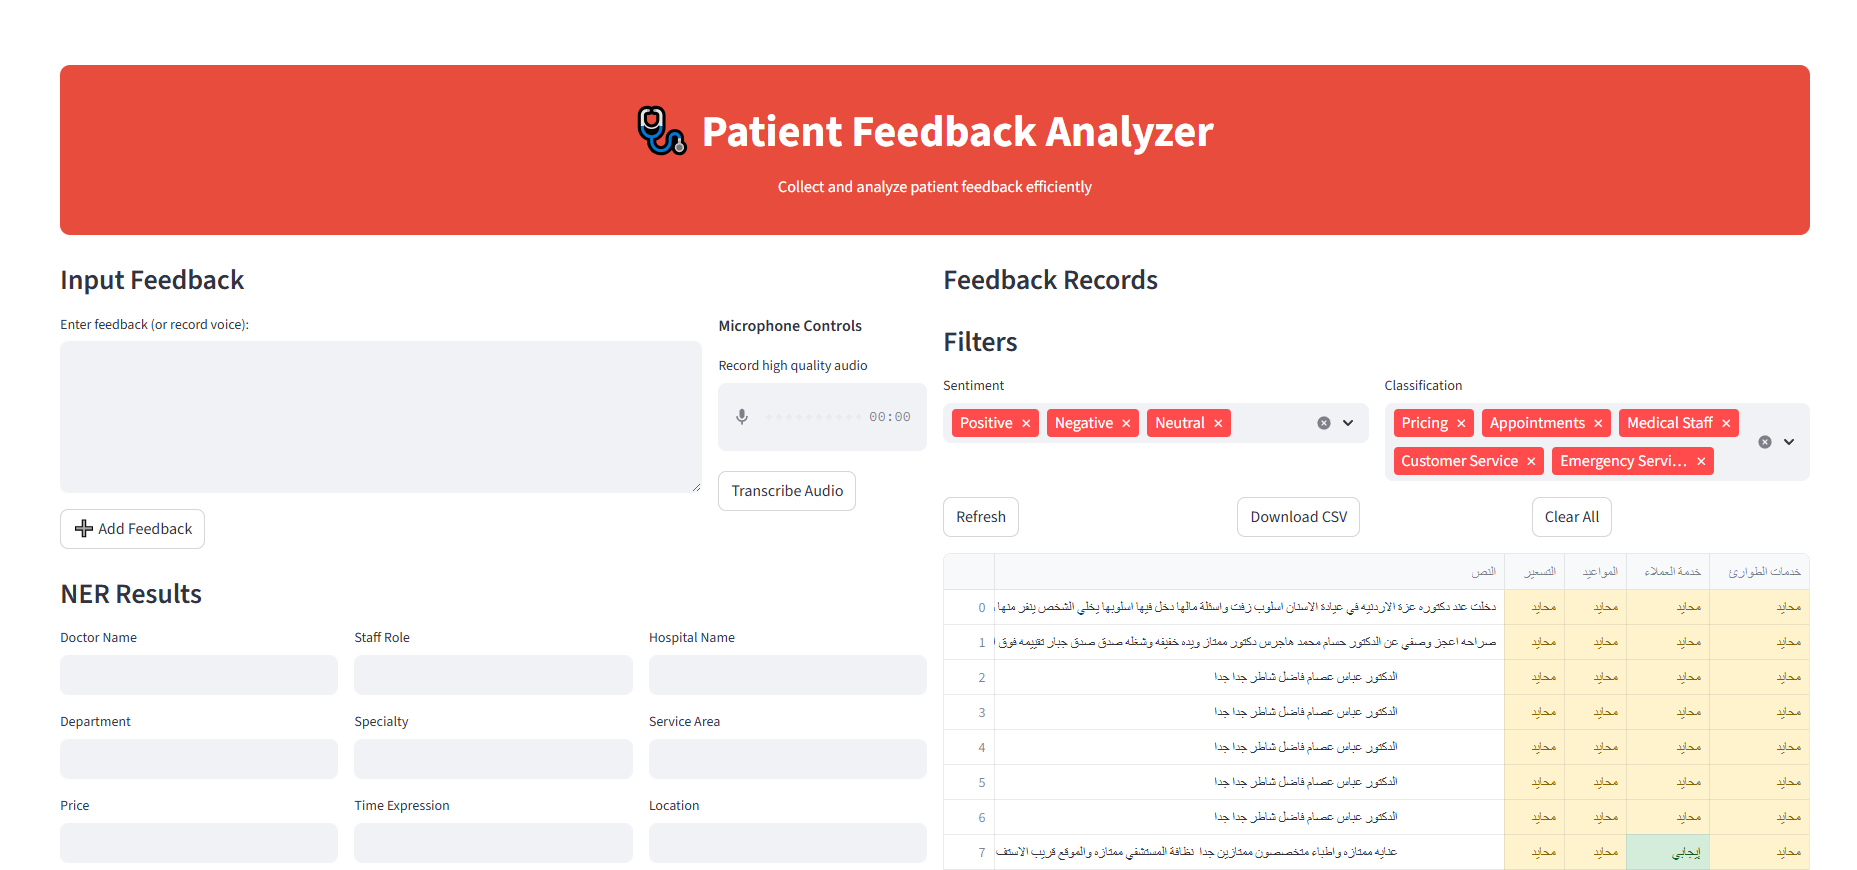 Patient Feedback Analyzer
Collect and analyze patient feedback efficiently
Input Feedback
Enter feedback (or record voice):
Microphone Controls
Record high quality audio
00:00
Transcribe Audio
Add Feedback
NER Results
Doctor Name
Staff Role
Hospital Name
Department
Specialty
Service Area
Price
Time Expression
Location
Feedback Records
Filters
Sentiment
Positive × Negative × Neutral ×
Classification
Pricing × Appointments × Medical Staff ×
Customer Service × Emergency Servi... ×
Refresh
Download CSV
Clear All
النص التسعير المواعيد خدمة العملاء خدمات الطوارئ
0 دخلت عند دكتوره عزة الاردنيه في عيادة الاسنان اسلوب زفت واسئلة مالها دخل فيها اسلوبها يخلي الشخص ينفر منها محايد محايد محايد محايد
1 صراحه اعجز وصفي عن الدكتور حسام محمد هاجرس دكتور ممتاز ويده خفيفه وشغله صدق صدق جبار تقييمه فوق محايد محايد محايد محايد
2 الدكتور عباس عصام فاضل شاطر جدا جدا محايد محايد محايد محايد
3 الدكتور عباس عصام فاضل شاطر جدا جدا محايد محايد محايد محايد
4 الدكتور عباس عصام فاضل شاطر جدا جدا محايد محايد محايد محايد
5 الدكتور عباس عصام فاضل شاطر جدا جدا محايد محايد محايد محايد
6 الدكتور عباس عصام فاضل شاطر جدا جدا محايد محايد محايد محايد
7 عنايه ممتازه واطباء متخصصون ممتازين جدا نظافة المستشفي ممتازه والموقع قريب الاستف محايد محايد إيجابي محايد